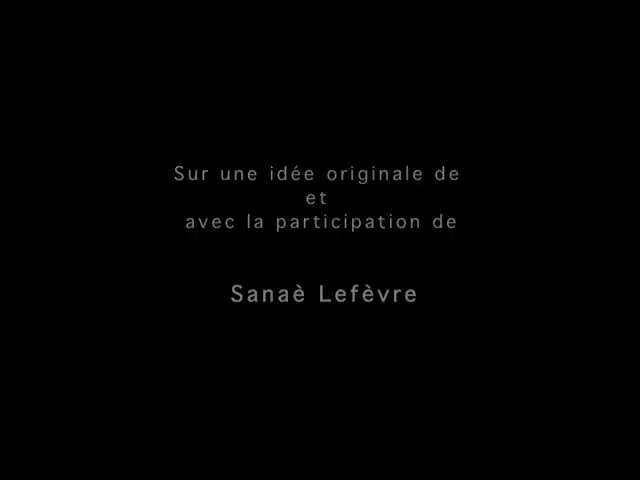 Sur une idée originale de
et
avec la participation de
Sanaè Lefèvre